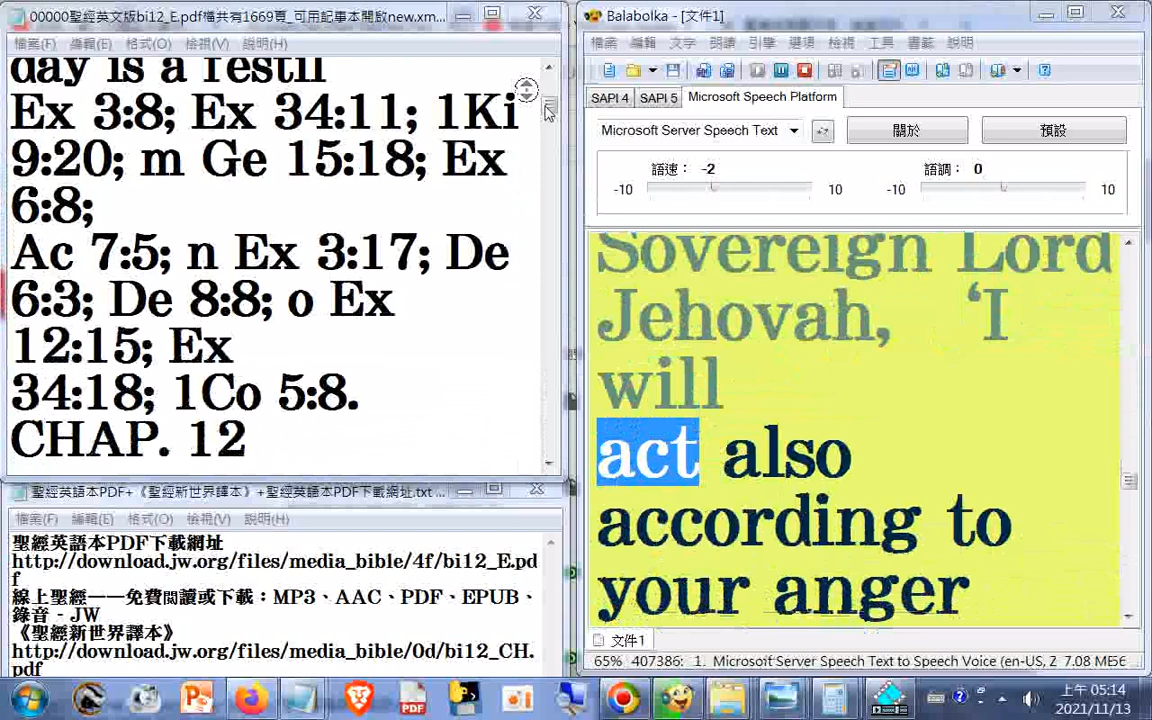 00000聖經英文版bi12_E.pdf檔共有1669頁_可用記事本開啟new.xm...
檔案(F) 編輯(E) 格式(O) 檢視(V) 說明(H)
day is a festil
Ex 3:8; Ex 34:11; 1Ki
9:20; m Ge 15:18; Ex
6:8;
Ac 7:5; n Ex 3:17; De
6:3; De 8:8; o Ex
12:15; Ex
34:18; 1Co 5:8.
CHAP. 12
聖經英語本PDF+《聖經新世界譯本》+聖經英語本PDF下載網址.txt ...
檔案(F) 編輯(E) 格式(O) 檢視(V) 說明(H)
聖經英語本PDF下載網址
http://download.jw.org/files/media_bible/4f/bi12_E.pd
f
線上聖經——免費閱讀或下載：MP3、AAC、PDF、EPUB、
錄音 - JW
《聖經新世界譯本》
http://download.jw.org/files/media_bible/0d/bi12_CH.
pdf
Balabolka - [文件1]
檔案 編輯 文字 朗讀 引擎 選項 檢視 工具 書籤 說明
SAPI 4 SAPI 5 Microsoft Speech Platform
Microsoft Server Speech Text 關於 預設
語速： -2 語調： 0
-10 10 -10 10
Sovereign Lord
Jehovah, ‘I
will
act also
according to
your anger
文件1
65% 407386: 1. Microsoft Server Speech Text to Speech Voice (en-US, 2 7.08 ME56
上午 05:14
2021/11/13